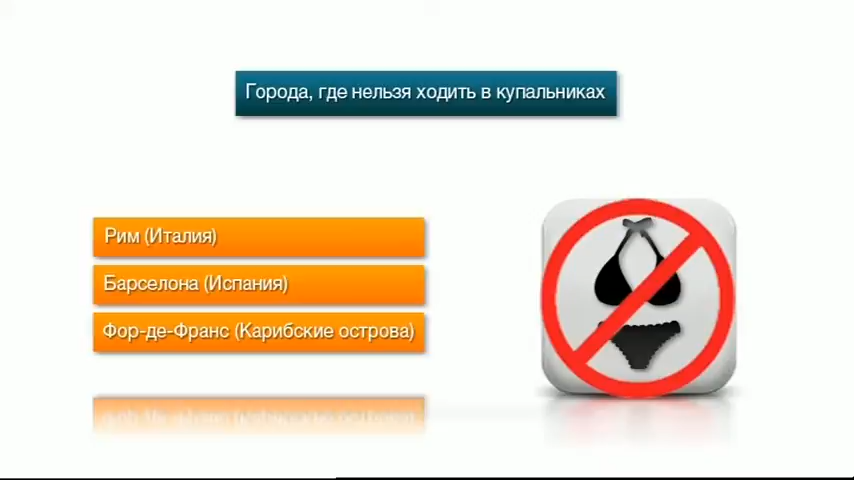 Города, где нельзя ходить в купальниках
Рим (Италия)
Барселона (Испания)
Фор-де-Франс (Карибские острова)